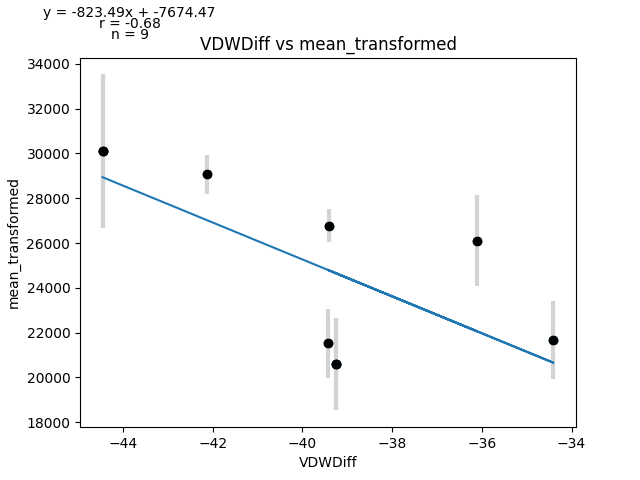 y = -823.49x + -7674.47
r = -0.68
n = 9
VDWDiff vs mean_transformed
34000
32000
30000
28000
26000
24000
22000
20000
18000
mean_transformed
−44
−42
−40
−38
−36
−34
VDWDiff